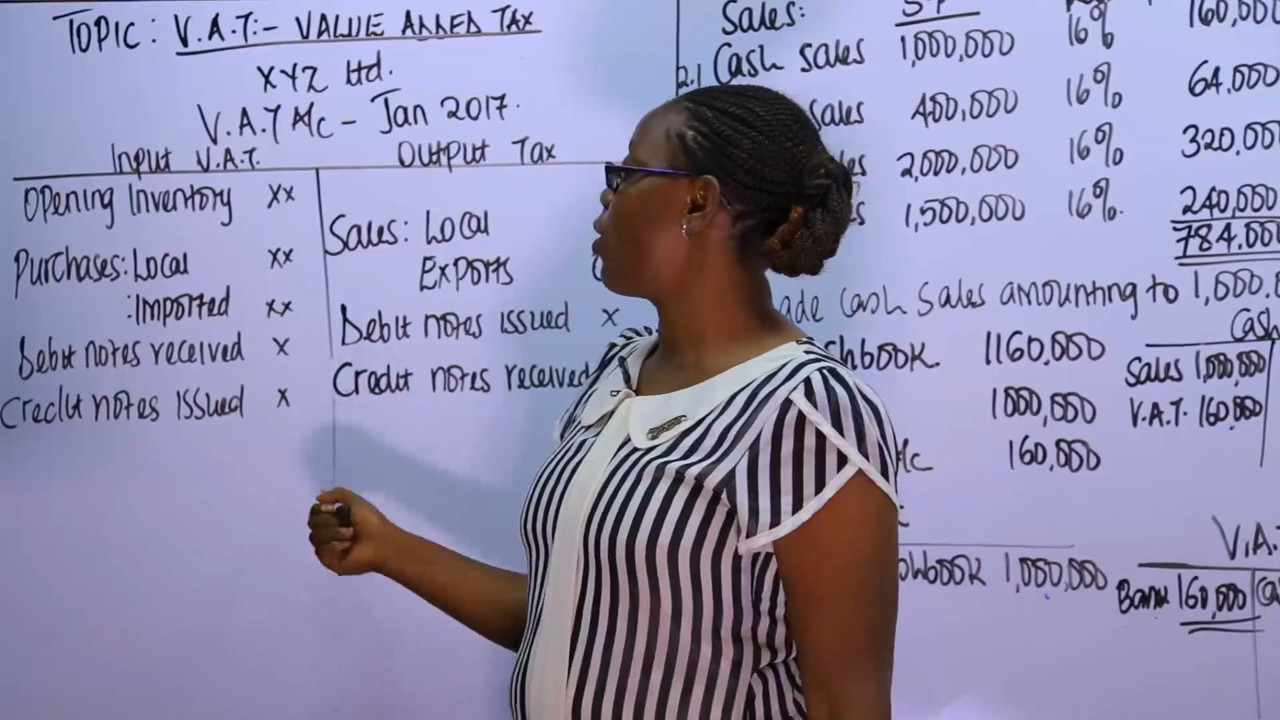 TOPIC: V.A.T:- VALUE ADDED TAX
XYZ Ltd.
V.A.T A/c - Jan 2017.
Input V.A.T. OUTPUT Tax
Opening Inventory xx
Purchases: Local xx
:Imported xx
Debit notes received x
Credit notes Issued x
Sales: Local
Exports
Debit notes issued x
Credit notes received
Sales:
2.1 Cash sales 1,000,000 16% 160,000
sales 400,000 16% 64,000
2,000,000 16% 320,00
1,500,000 16%. 240,000
784,00
cash sales amounting to 1,000,
1160,000
1000,000
160,000
1,000,000
Cash
Sales 1,000,000
V.A.T. 160,000
V.A.
Bank 160,000